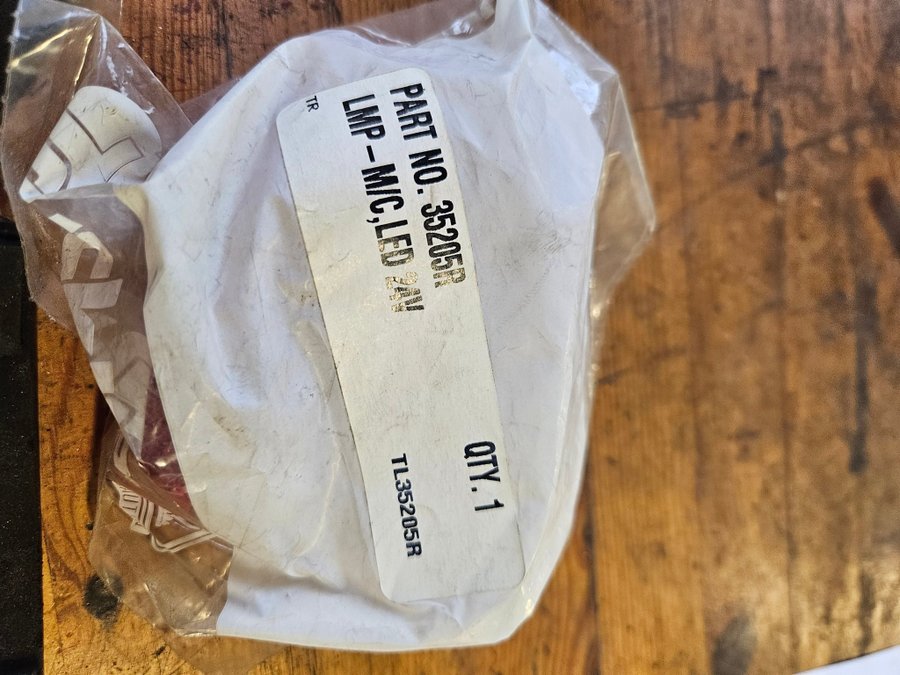 PART NO. 35205R
LMP-M/C,LED 24V
TR
QTY. 1
TL35205R